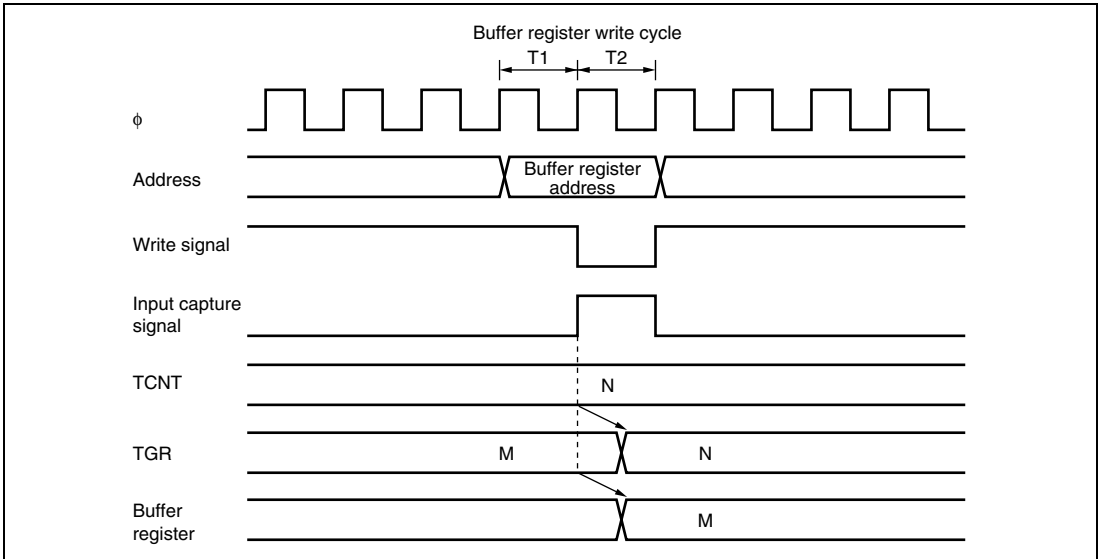 Buffer register write cycle
T1 T2
ϕ
Address
Buffer register
address
Write signal
Input capture
signal
TCNT
N
TGR
M N
Buffer
register
M